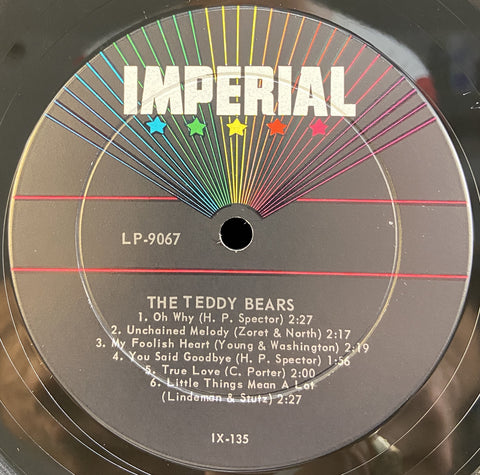 IMPERIAL
LP-9067
THE TEDDY BEARS
1. Oh Why (H. P. Spector) 2:27
2. Unchained Melody (Zoret & North) 2:17
3. My Foolish Heart (Young & Washington) 2:19
4. You Said Goodbye (H. P. Spector) 1:56
5. True Love (C. Porter) 2:00
6. Little Things Mean A Lot
(Lindeman & Stutz) 2:27
IX-135